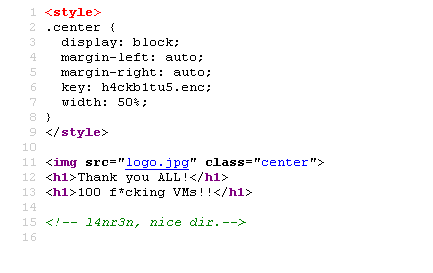 1 <style>
2 .center {
3 display: block;
4 margin-left: auto;
5 margin-right: auto;
6 key: h4ckb1tu5.enc;
7 width: 50%;
8 }
9 </style>
10
11 <img src="logo.jpg" class="center">
12 <h1>Thank you ALL!</h1>
13 <h1>100 f*cking VMs!!</h1>
14
15 <!-- l4nr3n, nice dir.-->
16